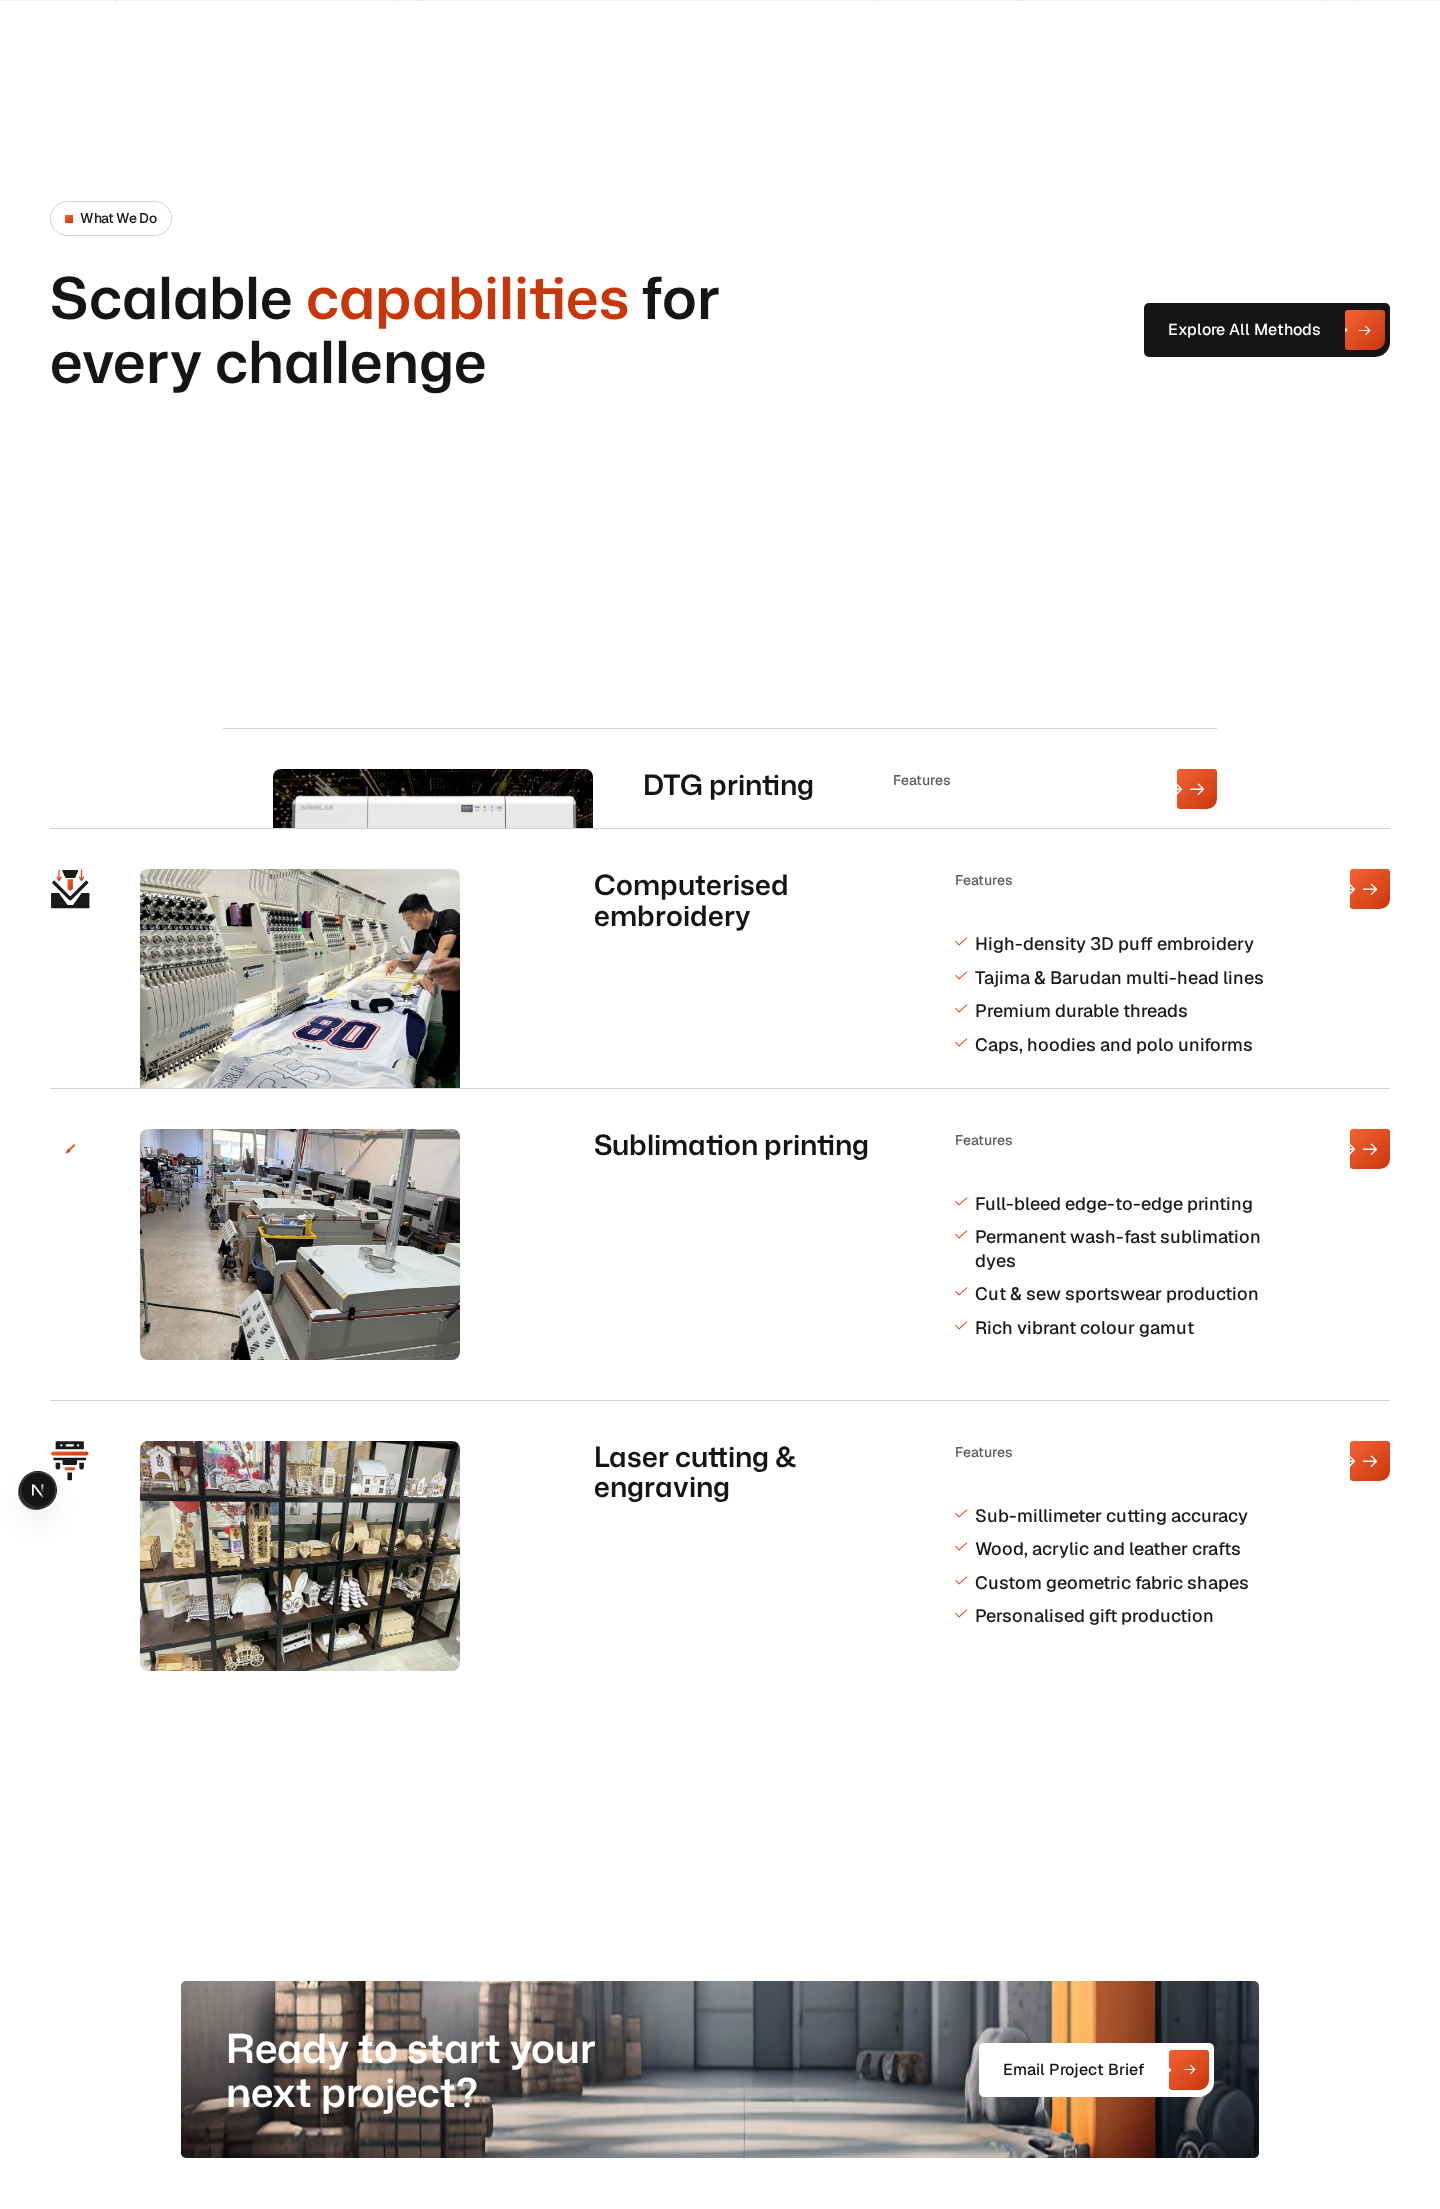 What We Do
Scalable capabilities for
every challenge
Explore All Methods
DTG printing
Features
SHEMLAN
Computerised
embroidery
Features
High-density 3D puff embroidery
Tajima & Barudan multi-head lines
Premium durable threads
Caps, hoodies and polo uniforms
80
Sublimation printing
Features
Full-bleed edge-to-edge printing
Permanent wash-fast sublimation
dyes
Cut & sew sportswear production
Rich vibrant colour gamut
Laser cutting &
engraving
Features
Sub-millimeter cutting accuracy
Wood, acrylic and leather crafts
Custom geometric fabric shapes
Personalised gift production
N
Ready to start your
next project?
Email Project Brief